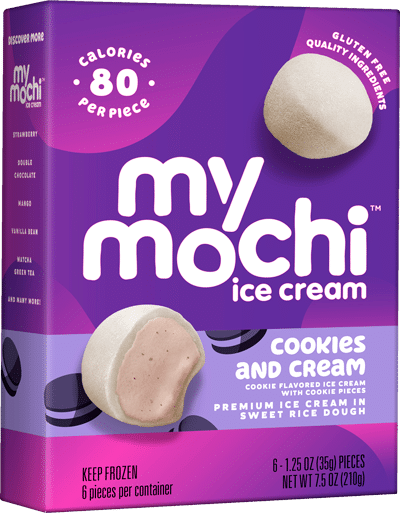 DISCOVER MORE
my
mochi™
ice cream
STRAWBERRY
DOUBLE
CHOCOLATE
MANGO
VANILLA BEAN
MATCHA
GREEN TEA
AND MANY MORE!
CALORIES
80
PER PIECE
GLUTEN FREE
QUALITY INGREDIENTS
my
mochi™
ice cream
COOKIES
AND CREAM
COOKIE FLAVORED ICE CREAM
WITH COOKIE PIECES
PREMIUM ICE CREAM IN
SWEET RICE DOUGH
KEEP FROZEN
6 pieces per container
6 - 1.25 OZ (35g) PIECES
NET WT 7.5 OZ (210g)